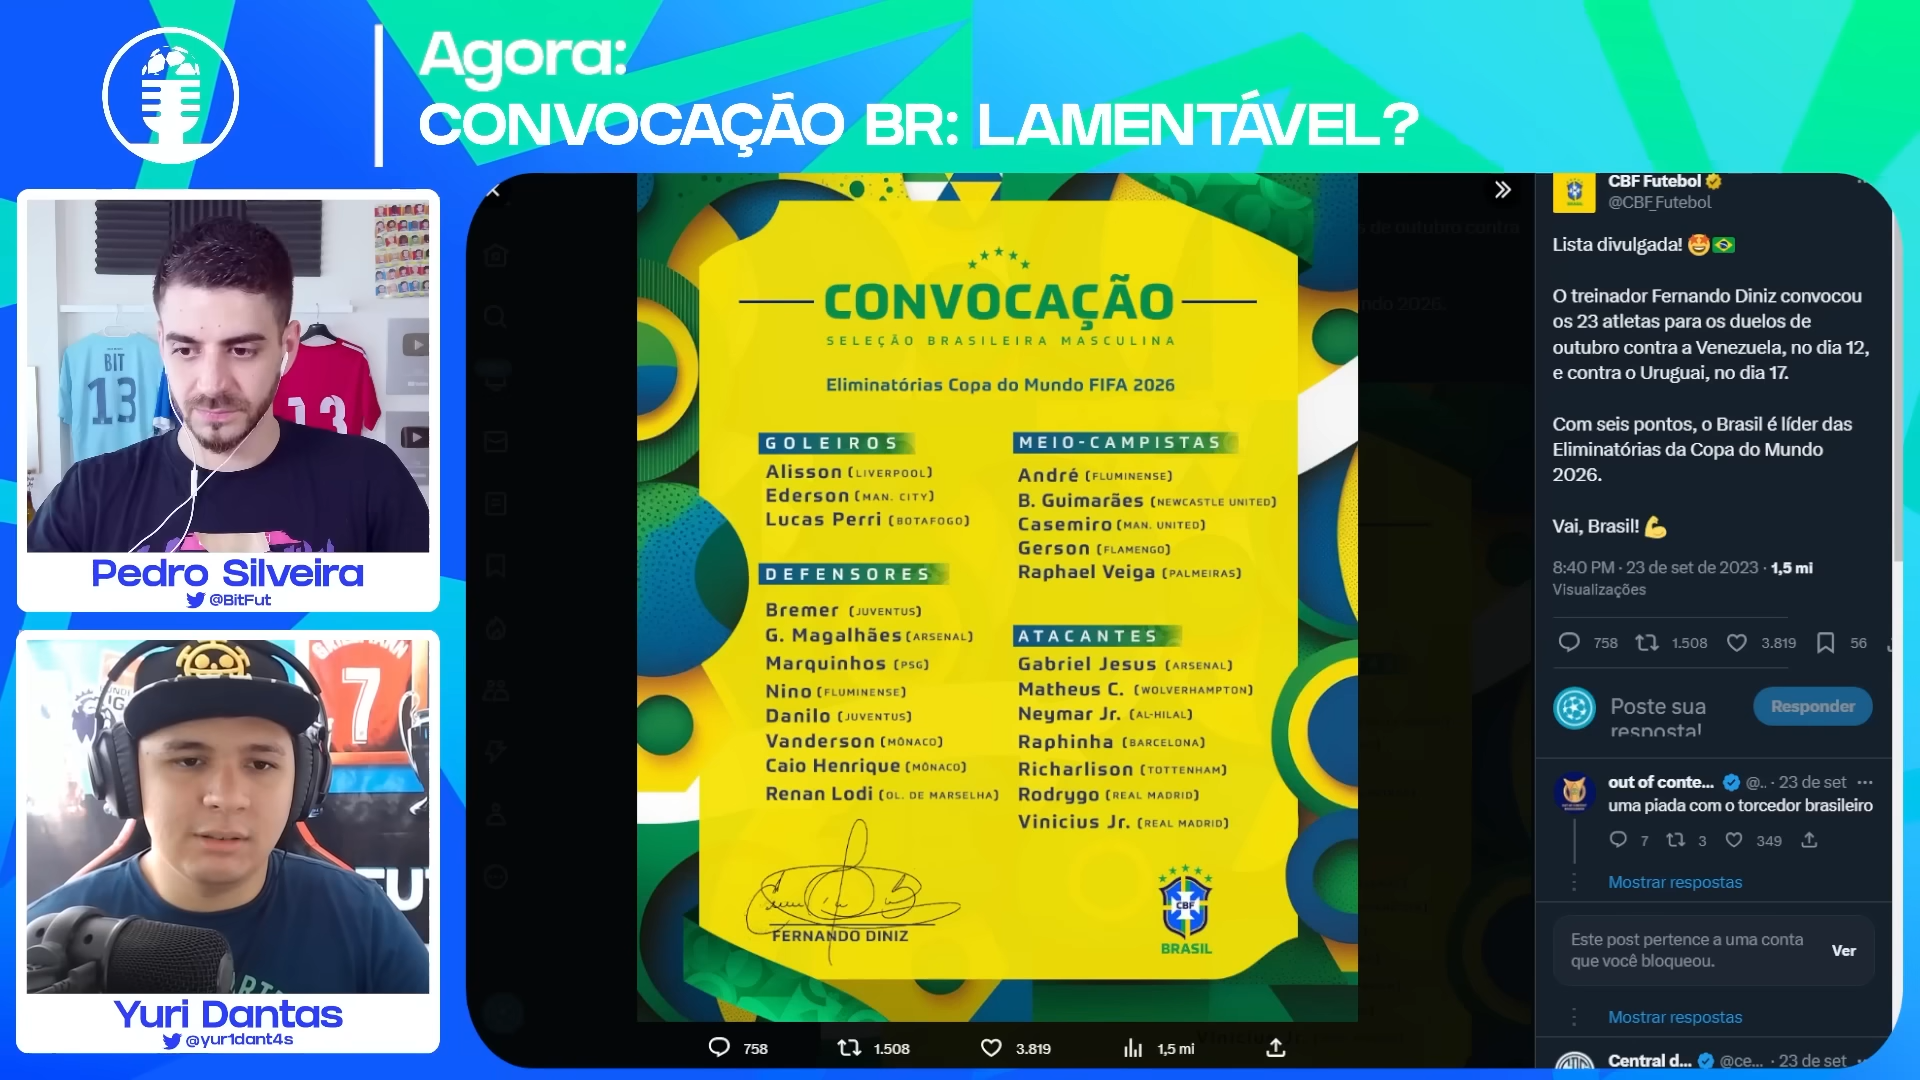 Agora:
CONVOCAÇÃO BR: LAMENTÁVEL?
BIT
13
13
Pedro Silveira
@BitFut
7
Yuri Dantas
@yur1dant4s
CONVOCAÇÃO
SELEÇÃO BRASILEIRA MASCULINA
Eliminatórias Copa do Mundo FIFA 2026
GOLEIROS
Alisson (LIVERPOOL)
Ederson (MAN. CITY)
Lucas Perri (BOTAFOGO)
DEFENSORES
Bremer (JUVENTUS)
G. Magalhães (ARSENAL)
Marquinhos (PSG)
Nino (FLUMINENSE)
Danilo (JUVENTUS)
Vanderson (MÔNACO)
Caio Henrique (MÔNACO)
Renan Lodi (OL. DE MARSELHA)
MEIO-CAMPISTAS
André (FLUMINENSE)
B. Guimarães (NEWCASTLE UNITED)
Casemiro (MAN. UNITED)
Gerson (FLAMENGO)
Raphael Veiga (PALMEIRAS)
ATACANTES
Gabriel Jesus (ARSENAL)
Matheus C. (WOLVERHAMPTON)
Neymar Jr. (AL-HILAL)
Raphinha (BARCELONA)
Richarlison (TOTTENHAM)
Rodrygo (REAL MADRID)
Vinicius Jr. (REAL MADRID)
FERNANDO DINIZ
CBF
BRASIL
758 1.508 3.819 1,5 mi
CBF Futebol
@CBF_Futebol
Lista divulgada!
O treinador Fernando Diniz convocou
os 23 atletas para os duelos de
outubro contra a Venezuela, no dia 12,
e contra o Uruguai, no dia 17.
Com seis pontos, o Brasil é líder das
Eliminatórias da Copa do Mundo
2026.
Vai, Brasil!
8:40 PM · 23 de set de 2023 · 1,5 mi
Visualizações
758 1.508 3.819 56
Poste sua
resposta!
Responder
out of conte... @.. · 23 de set
uma piada com o torcedor brasileiro
7 3 349
Mostrar respostas
Este post pertence a uma conta
que você bloqueou.
Ver
Mostrar respostas
Central d... @ce... · 23 de set